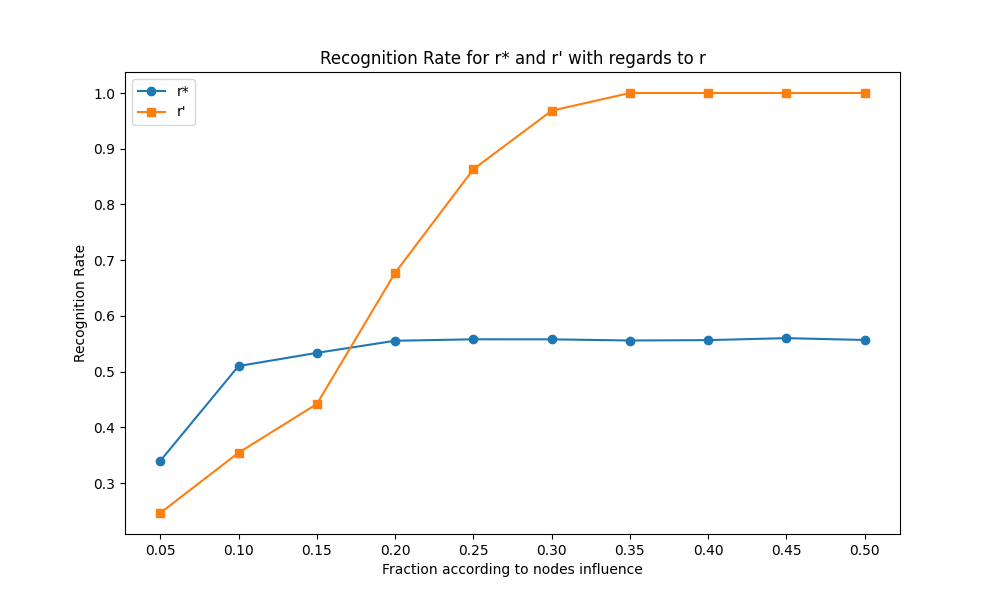 Recognition Rate for r* and r' with regards to r
r*
r'
1.0
0.9
0.8
0.7
0.6
0.5
0.4
0.3
Recognition Rate
0.05 0.10 0.15 0.20 0.25 0.30 0.35 0.40 0.45 0.50
Fraction according to nodes influence